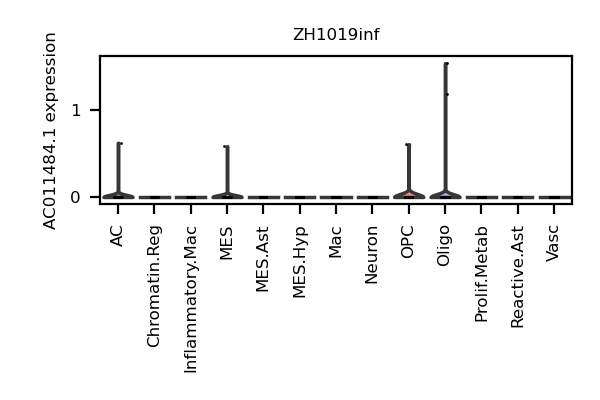 ZH1019inf
AC011484.1 expression
1
0
AC
Chromatin.Reg
Inflammatory.Mac
MES
MES.Ast
MES.Hyp
Mac
Neuron
OPC
Oligo
Prolif.Metab
Reactive.Ast
Vasc